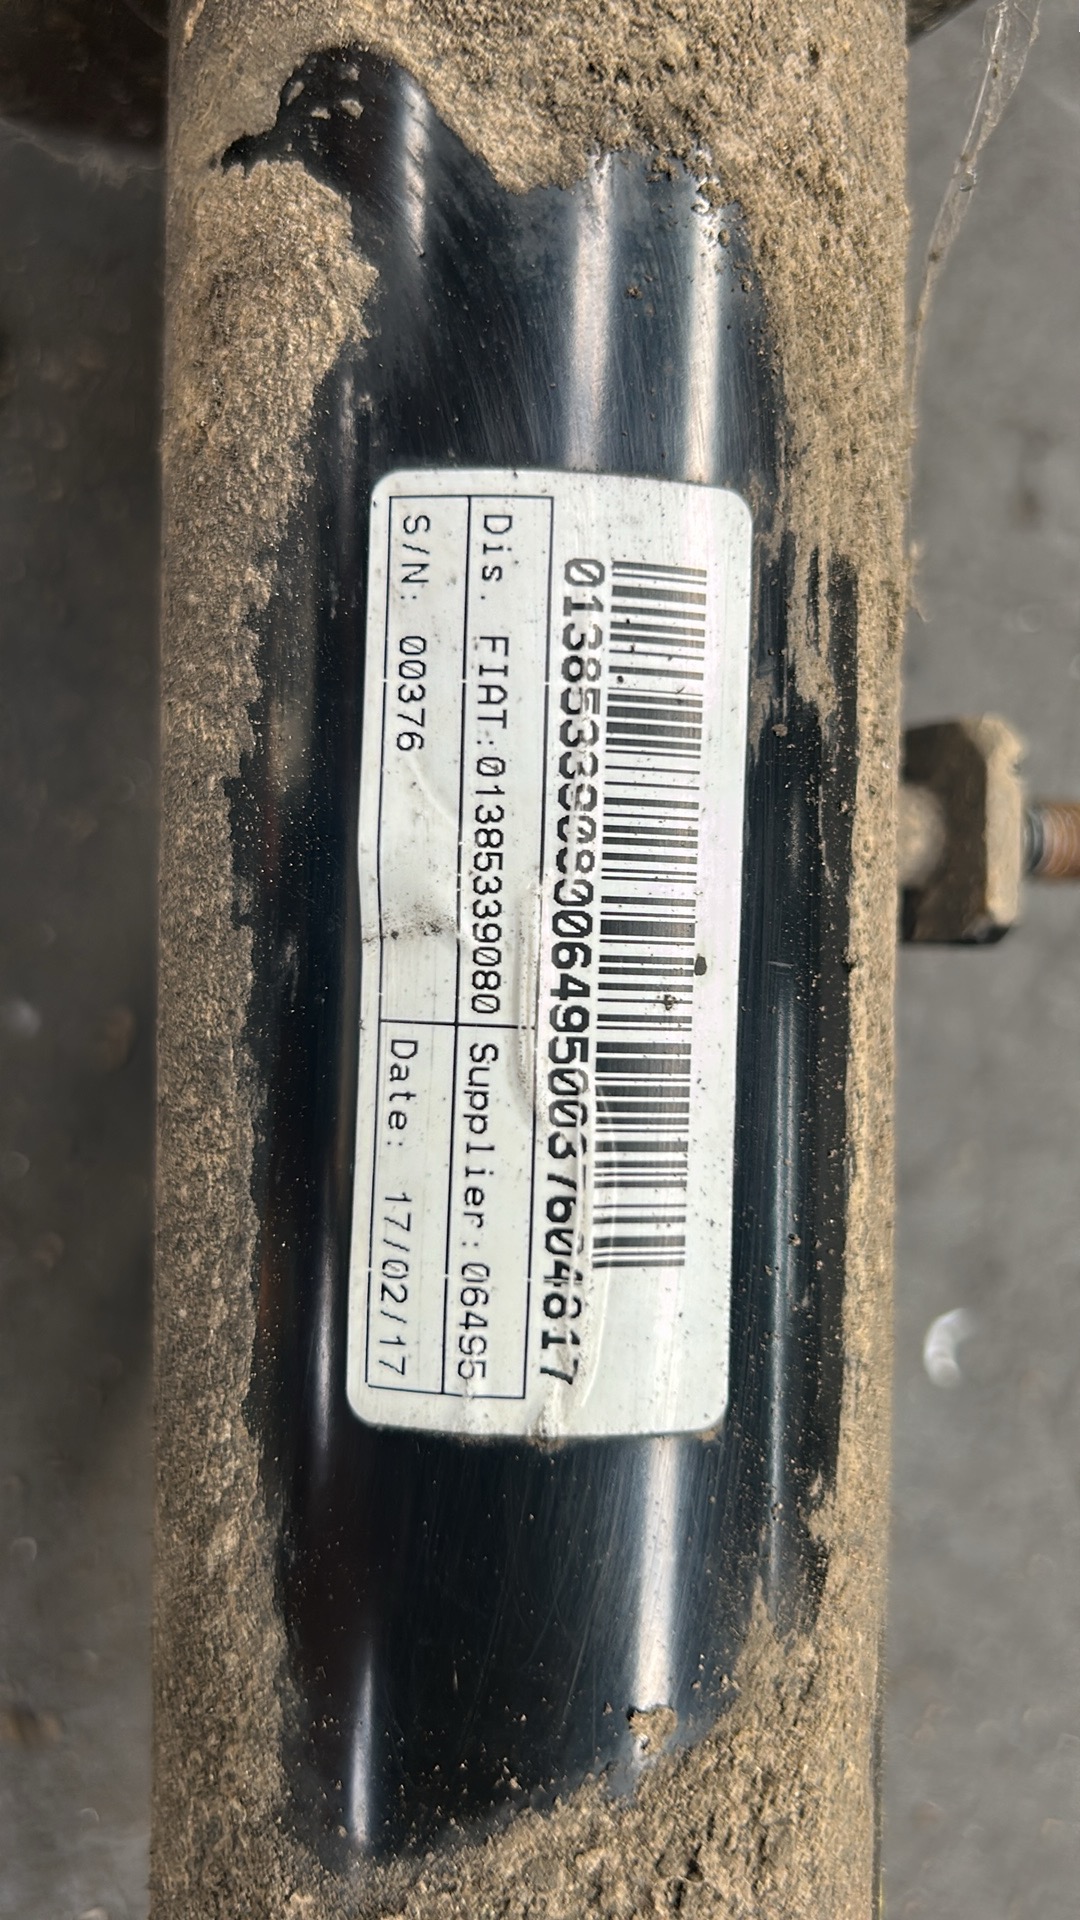 01385339080064950037604817
Dis. FIAT:01385339080 Supplier:06495
S/N: 00376 Date: 17/02/17